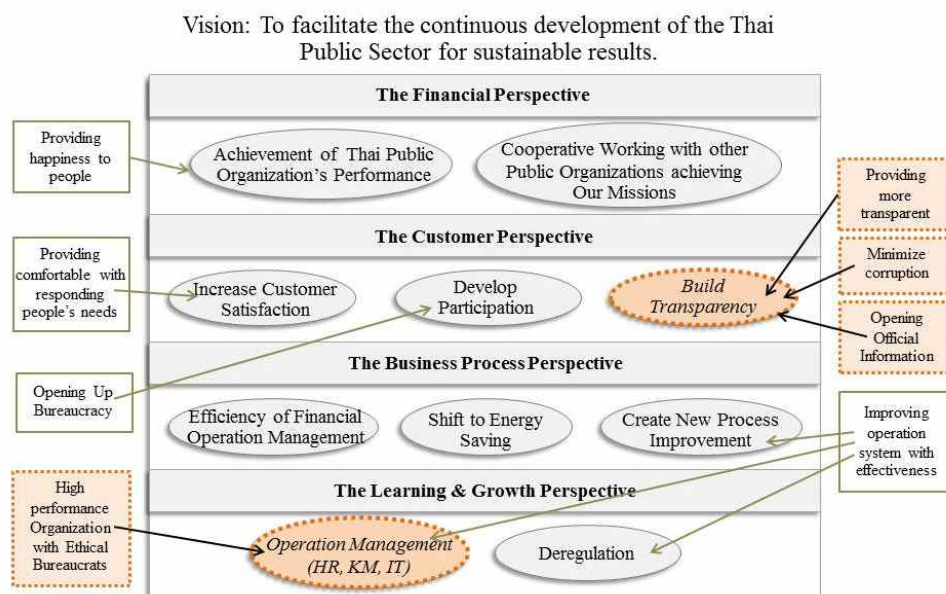 Vision: To facilitate the continuous development of the Thai
Public Sector for sustainable results.
The Financial Perspective
Providing
happiness to
people
Achievement of Thai Public
Organization's Performance
Cooperative Working with other
Public Organizations achieving
Our Missions
Providing
more
transparent
The Customer Perspective
Providing
comfortable with
responding
people's needs
Increase Customer
Satisfaction
Develop
Participation
Build
Transparency
Minimize
corruption
Opening
Official
Information
The Business Process Perspective
Opening Up
Bureaucracy
Efficiency of Financial
Operation Management
Shift to Energy
Saving
Create New Process
Improvement
Improving
operation
system with
effectiveness
The Learning & Growth Perspective
High
performance
Organization
with Ethical
Bureaucrats
Operation Management
(HR, KM, IT)
Deregulation